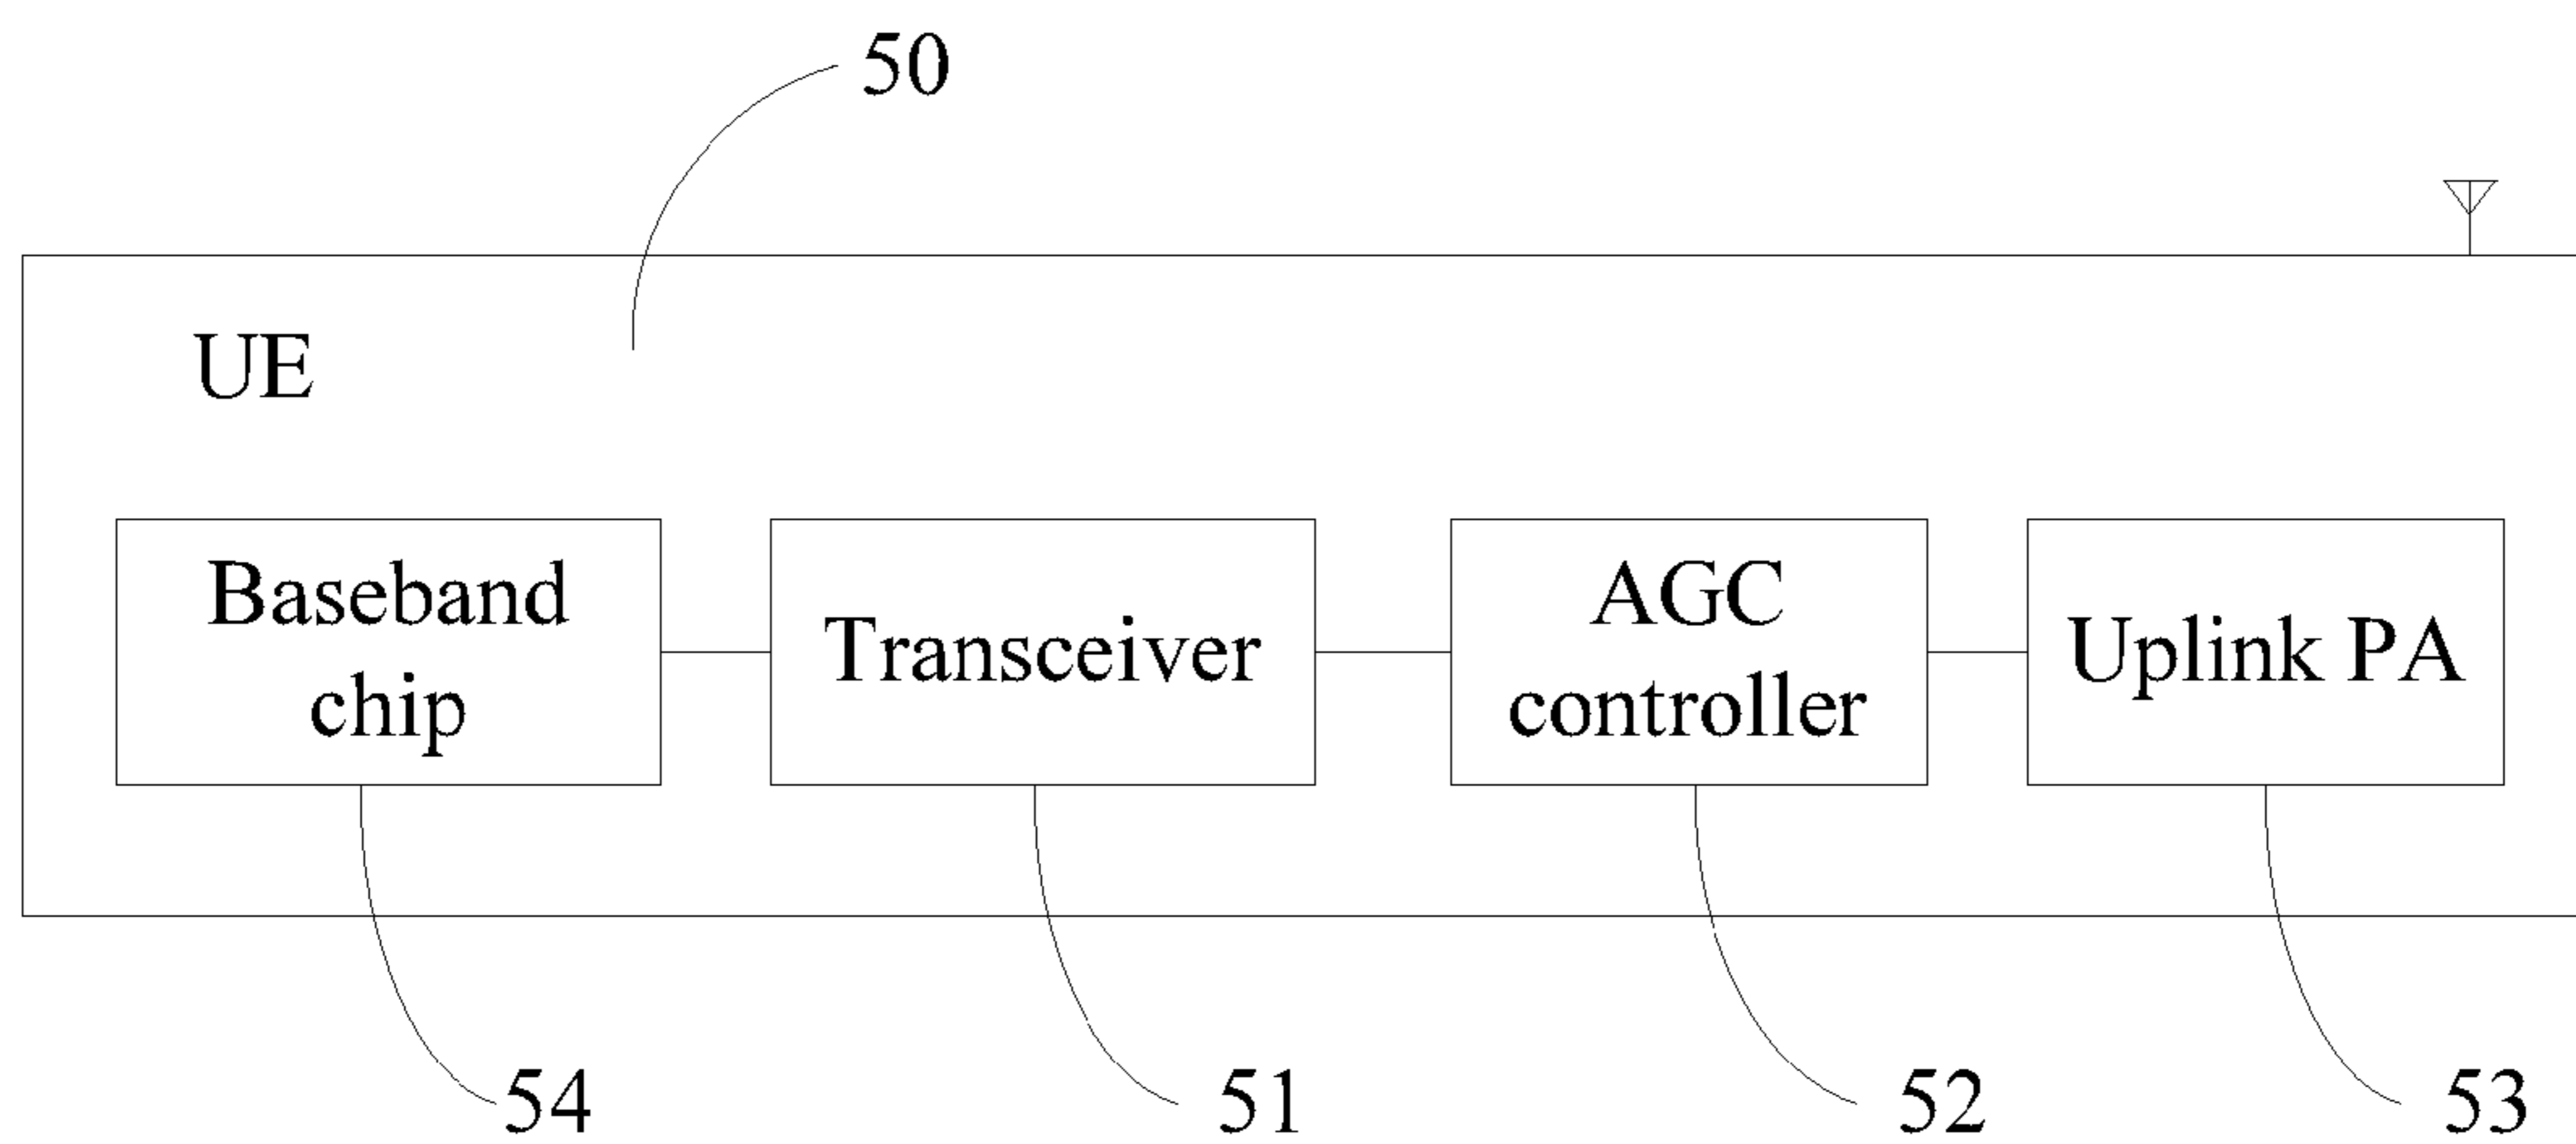 50
UE
Baseband
chip
Transceiver
AGC
controller
Uplink PA
54
51
52
53